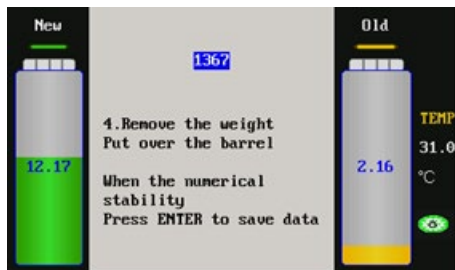 New
Old
1367
4.Remove the weight
Put over the barrel
When the numerical
stability
Press ENTER to save data
12.17
2.16
TEMP
31.0
°C